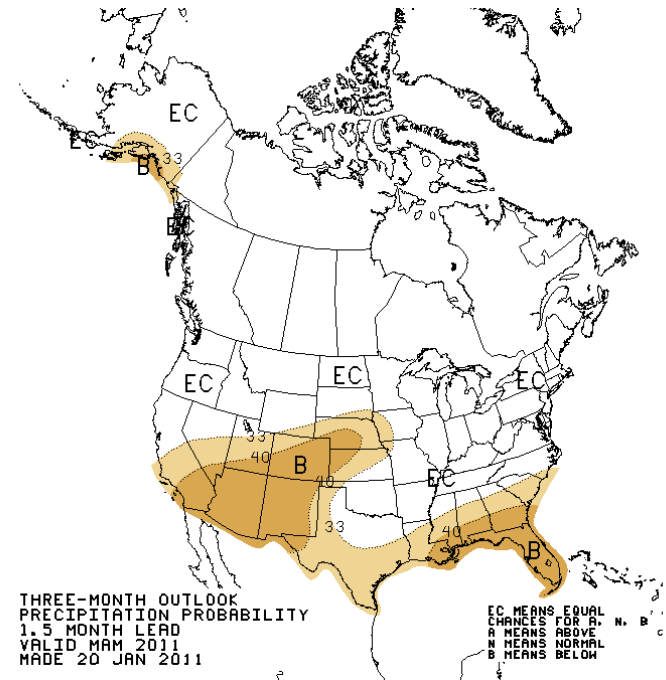 EC
EC
33
B
EC
EC
EC
EC
33
40
B
40
EC
33
40
B
THREE-MONTH OUTLOOK
PRECIPITATION PROBABILITY
1.5 MONTH LEAD
VALID MAM 2011
MADE 20 JAN 2011
EC MEANS EQUAL
CHANCES FOR A, N, B
A MEANS ABOVE
N MEANS NORMAL
B MEANS BELOW